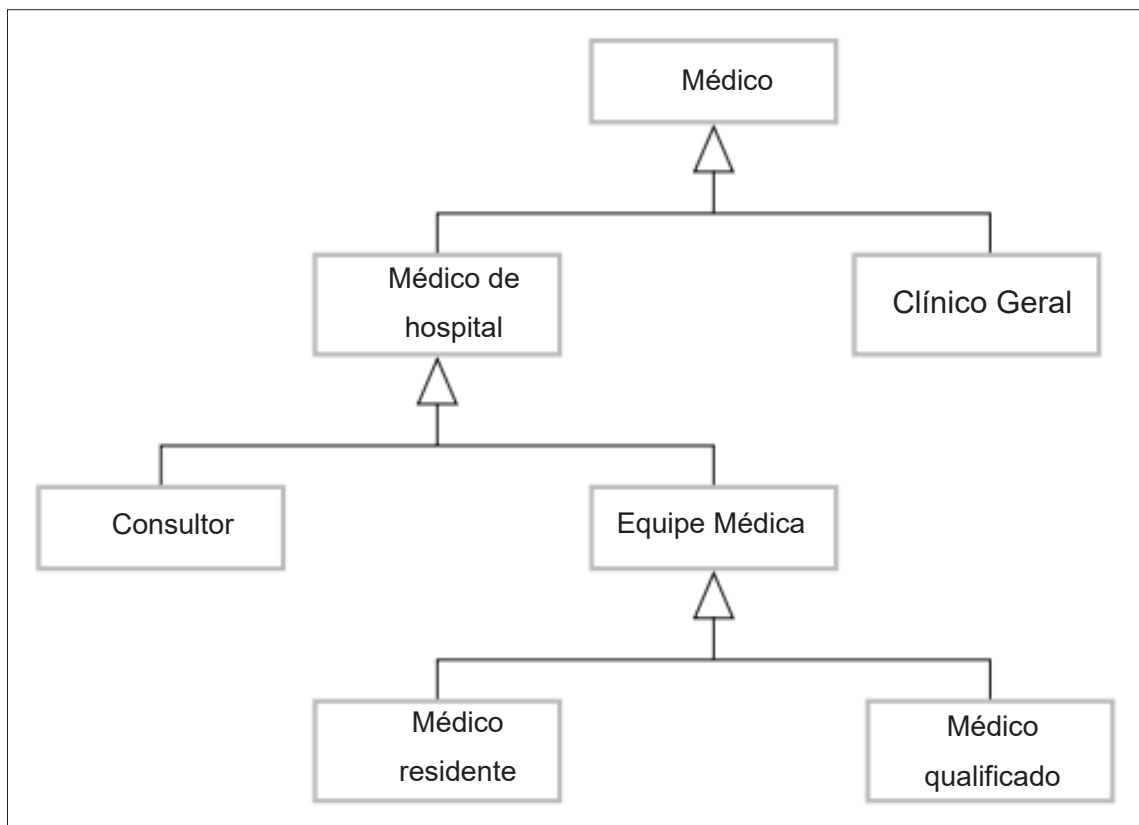 Médico
Médico de
hospital
Clínico Geral
Consultor
Equipe Médica
Médico
residente
Médico
qualificado